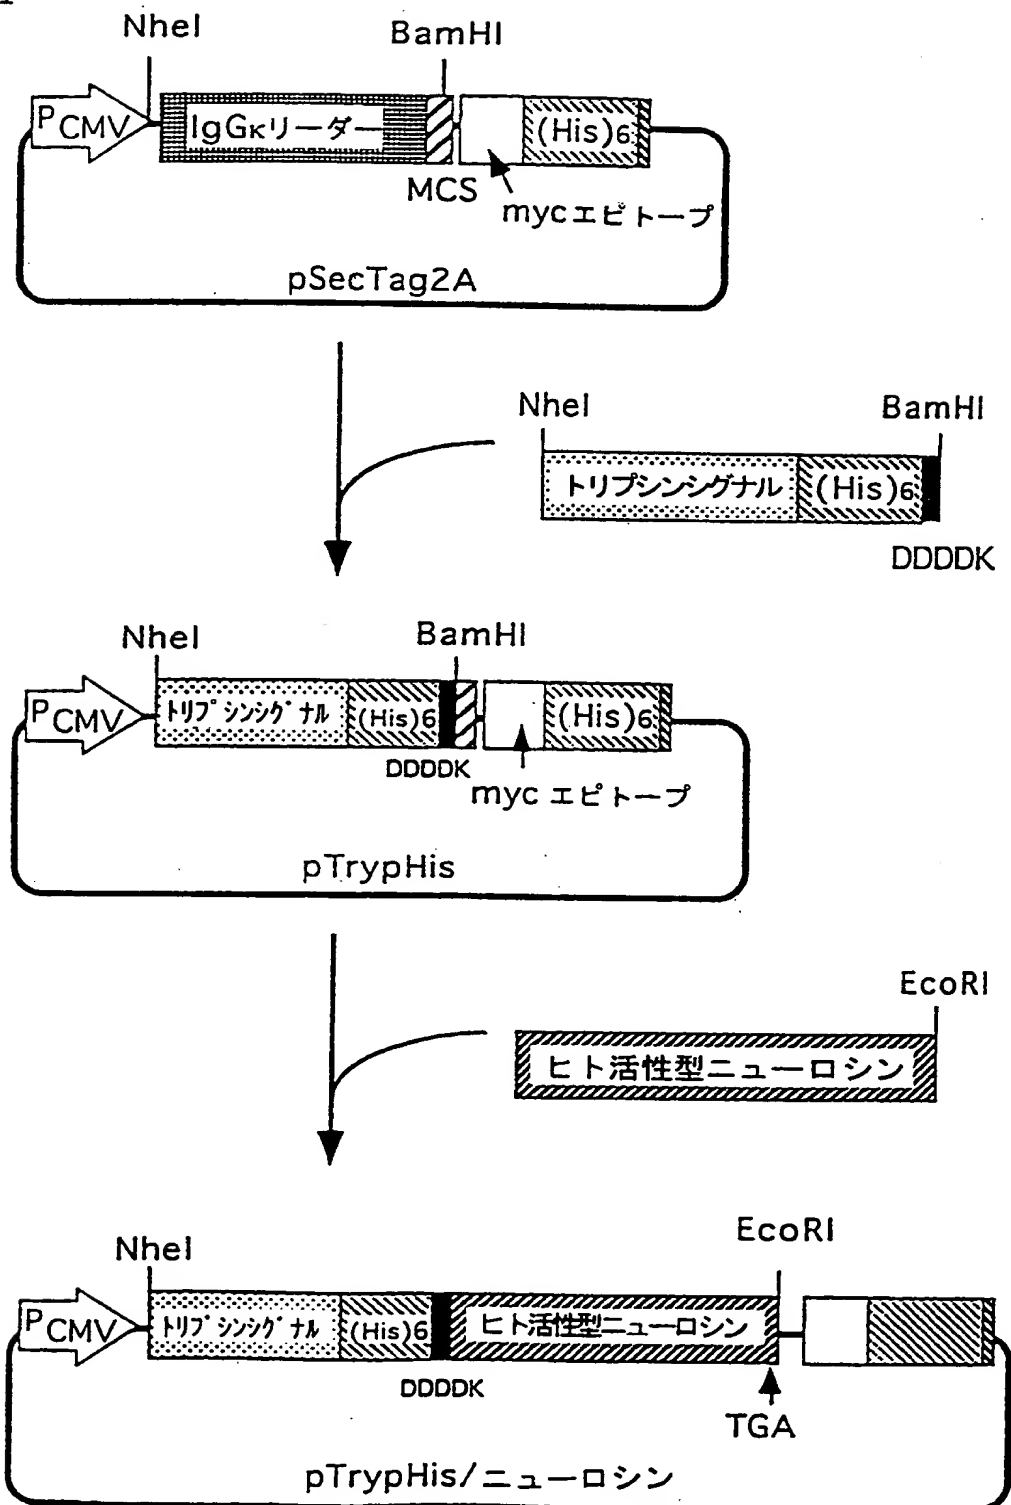 NheI
BamHI
PCMV
IgGκリーダー
(His)6
MCS
mycエピトープ
pSecTag2A
NheI
BamHI
トリプシンシグナル
(His)6
DDDDK
NheI
BamHI
PCMV
トリプシンシグナル
(His)6
(His)6
DDDDK
myc エピトープ
pTrypHis
EcoRI
ヒト活性型ニューロシン
EcoRI
NheI
PCMV
トリプシンシグナル
(His)6
ヒト活性型ニューロシン
DDDDK
TGA
pTrypHis/ニューロシン